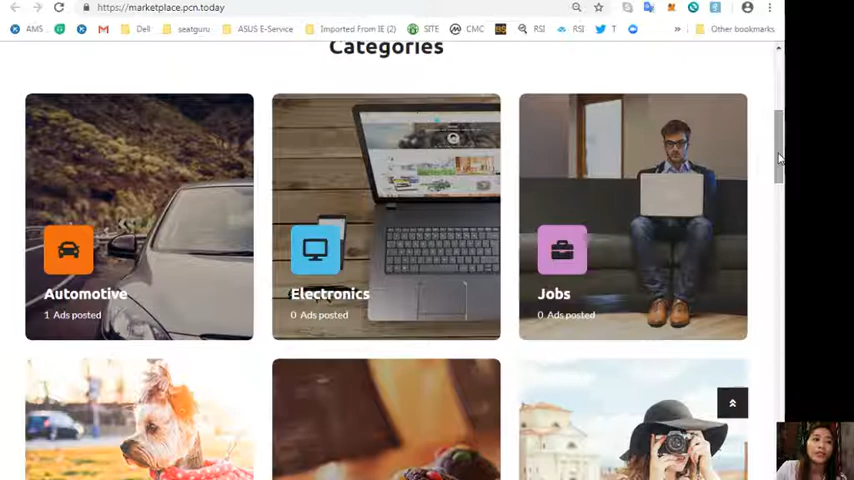 https://marketplace.pcn.today
AMS Dell seatguru ASUS E-Service Imported From IE (2) SITE CMC RSI RSI T » Other bookmarks
Categories
Automotive
1 Ads posted
Electronics
0 Ads posted
Jobs
0 Ads posted